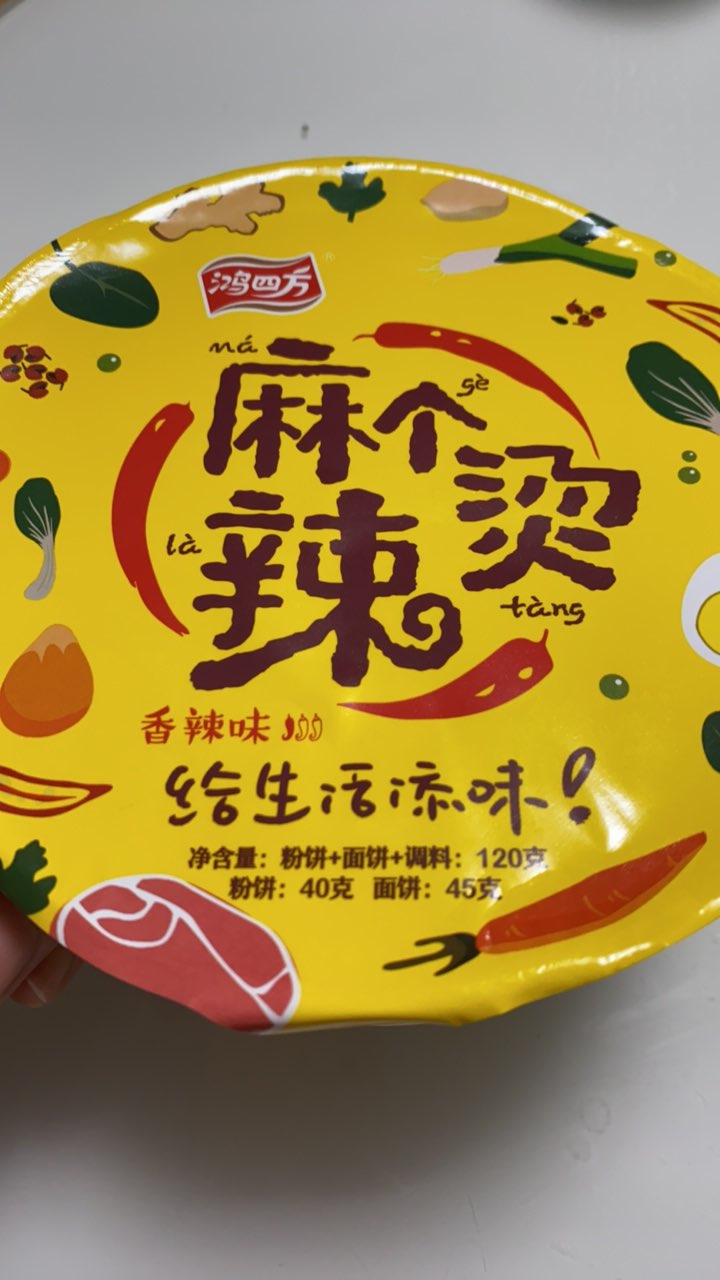 鸿四方®
ná gè
麻个
là tàng
辣烫
香辣味
给生活添味!
净含量：粉饼+面饼+调料：120克
粉饼：40克 面饼：45克